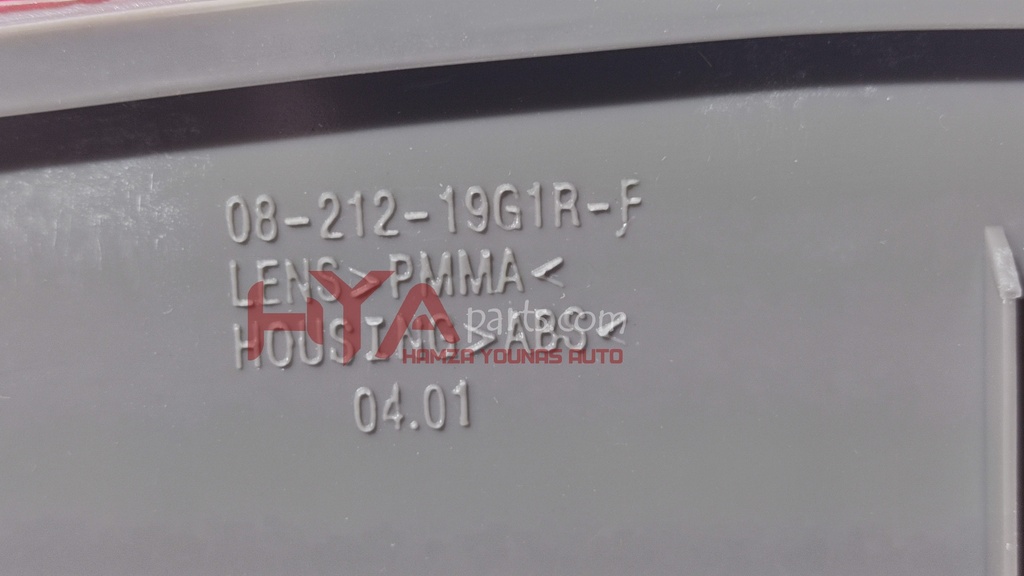 08-212-19G1R-F
LENS>PMMA<
HOUSING>ABS<
04.01
HYA
parts.com
HAMZA YOUNAS AUTO